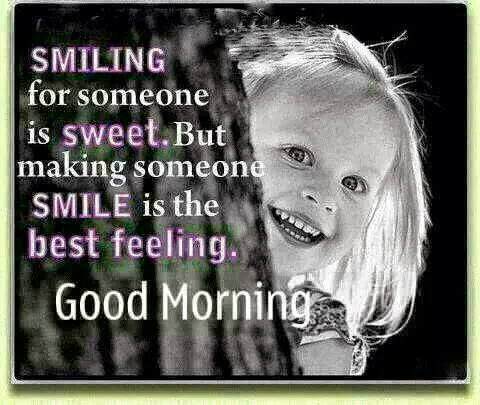 SMILING
for someone
is sweet. But
making someone
SMILE is the
best feeling.
Good Morning